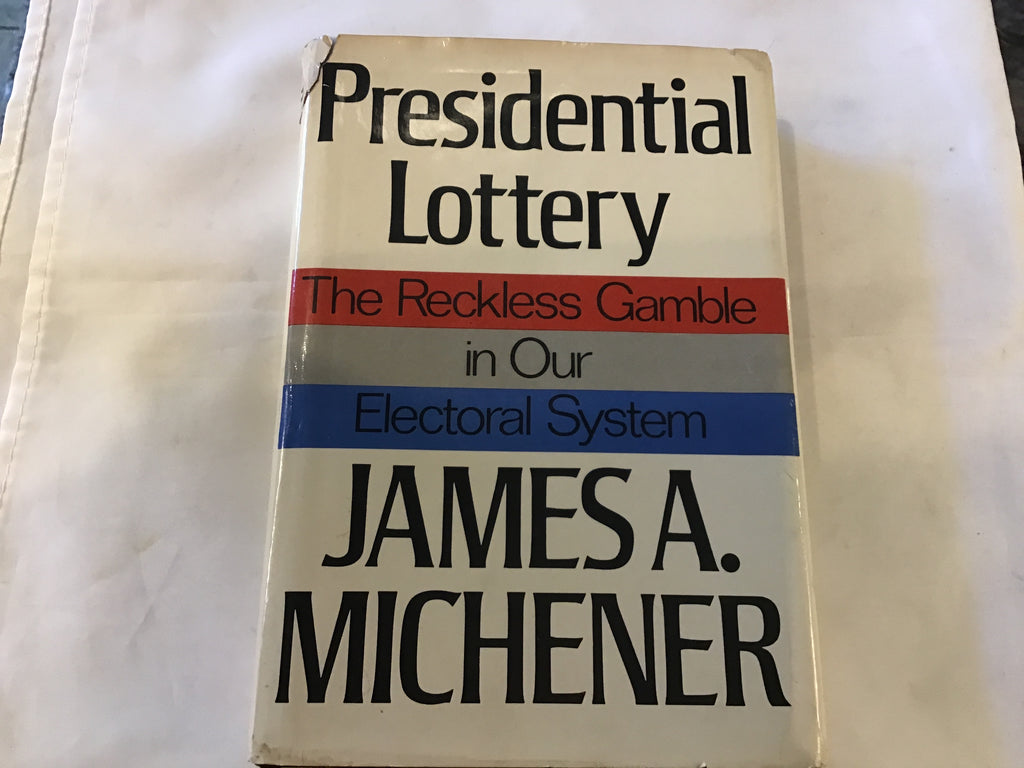 Presidential
Lottery
The Reckless Gamble
in Our
Electoral System
JAMES A.
MICHENER